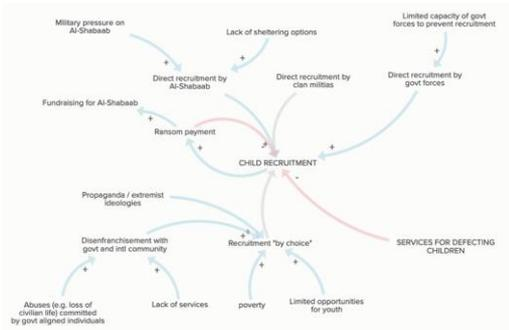 Military pressure on
Al-Shabaab
Lack of sheltering options
Limited capacity of govt
forces to prevent recruitment
+
+
+
Direct recruitment by
Al-Shabaab
Direct recruitment by
clan militias
Direct recruitment by
govt forces
Fundraising for Al-Shabaab
+
Ransom payment
+
+
CHILD RECRUITMENT
-
Propaganda / extremist
ideologies
+
Disenfranchisement with
govt and intl community
Recruitment "by choice"
SERVICES FOR DEFECTING
CHILDREN
+
+
+
+
Abuses (e.g. loss of
civilian life) committed
by govt aligned individuals
Lack of services
poverty
Limited opportunities
for youth